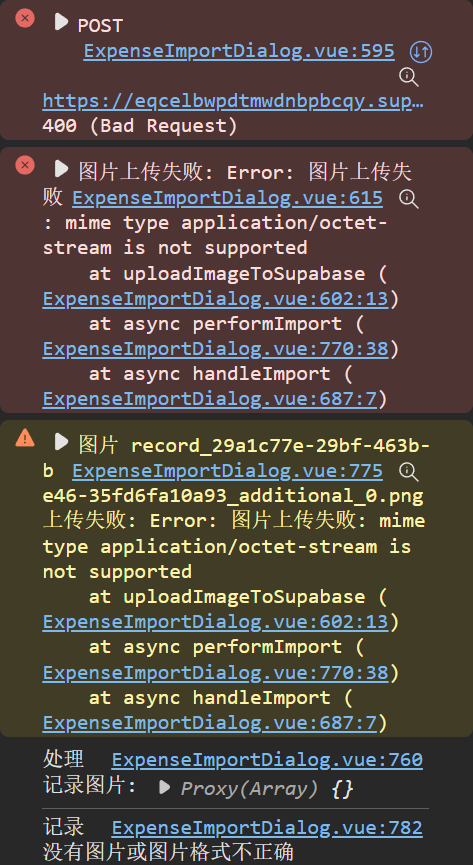 POST
ExpenseImportDialog.vue:595
https://eqcelbwpdtmwdnbpbcqy.sup…
400 (Bad Request)
图片上传失败: Error: 图片上传失
败 ExpenseImportDialog.vue:615
: mime type application/octet-
stream is not supported
at uploadImageToSupabase (
ExpenseImportDialog.vue:602:13)
at async performImport (
ExpenseImportDialog.vue:770:38)
at async handleImport (
ExpenseImportDialog.vue:687:7)
图片 record_29a1c77e-29bf-463b-
b ExpenseImportDialog.vue:775
e46-35fd6fa10a93_additional_0.png
上传失败: Error: 图片上传失败: mime
type application/octet-stream is
not supported
at uploadImageToSupabase (
ExpenseImportDialog.vue:602:13)
at async performImport (
ExpenseImportDialog.vue:770:38)
at async handleImport (
ExpenseImportDialog.vue:687:7)
处理 ExpenseImportDialog.vue:760
记录图片: Proxy(Array) {}
记录 ExpenseImportDialog.vue:782
没有图片或图片格式不正确